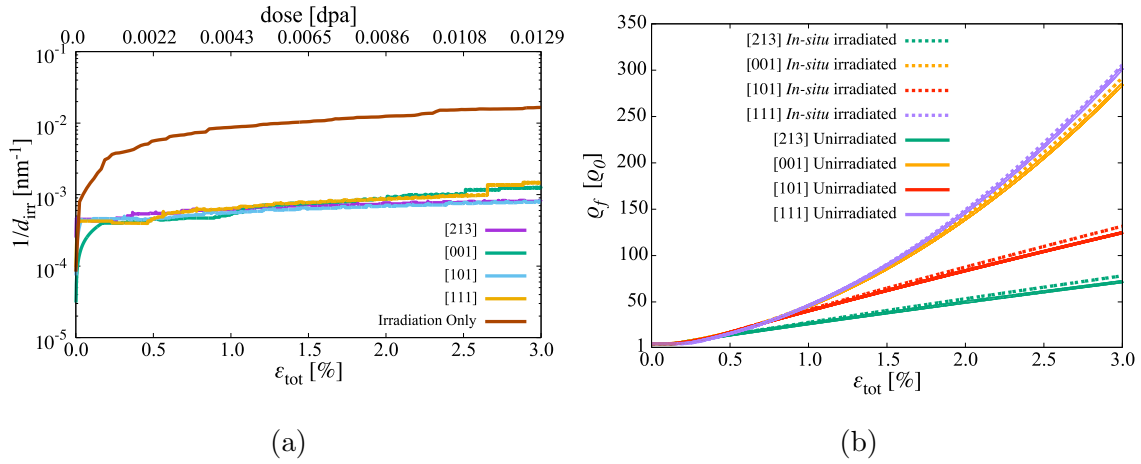 dose [dpa]
0.0 0.0022 0.0043 0.0065 0.0086 0.0108 0.0129
10⁻¹
10⁻²
10⁻³
10⁻⁴
10⁻⁵
1/d_irr [nm⁻¹]
[213]
[001]
[101]
[111]
Irradiation Only
0.0 0.5 1.0 1.5 2.0 2.5 3.0
ε_tot [%]
(a)
350
300
250
200
150
100
50
1
ϱ_f [ϱ_0]
[213] In-situ irradiated
[001] In-situ irradiated
[101] In-situ irradiated
[111] In-situ irradiated
[213] Unirradiated
[001] Unirradiated
[101] Unirradiated
[111] Unirradiated
0.0 0.5 1.0 1.5 2.0 2.5 3.0
ε_tot [%]
(b)